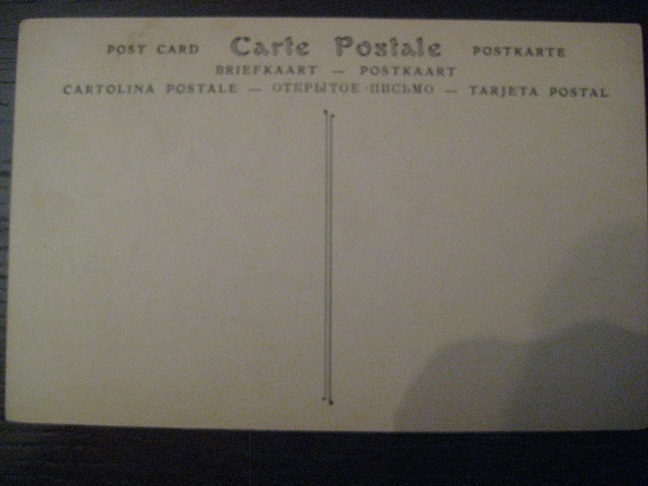 POST CARD Carte Postale POSTKARTE
BRIEFKAART — POSTKAART
CARTOLINA POSTALE — ОТКРЫТОЕ ПИСЬМО — TARJETA POSTAL